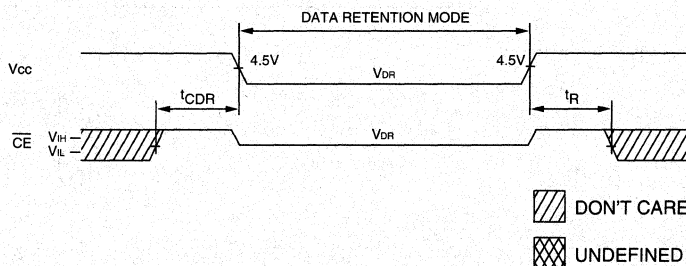 DATA RETENTION MODE
Vcc
4.5V
VDR
4.5V
tCDR
tR
CE
VIH
VIL
VDR
DON'T CARE
UNDEFINED